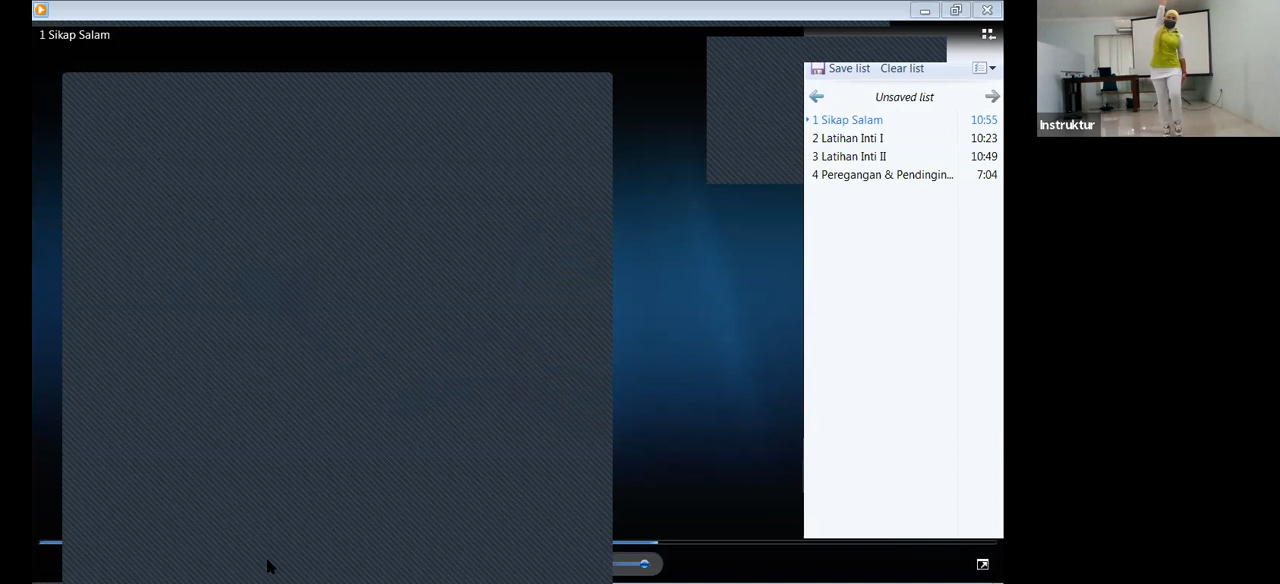 1 Sikap Salam
Save list Clear list
Unsaved list
1 Sikap Salam 10:55
2 Latihan Inti I 10:23
3 Latihan Inti II 10:49
4 Peregangan & Pendingin... 7:04
Instruktur